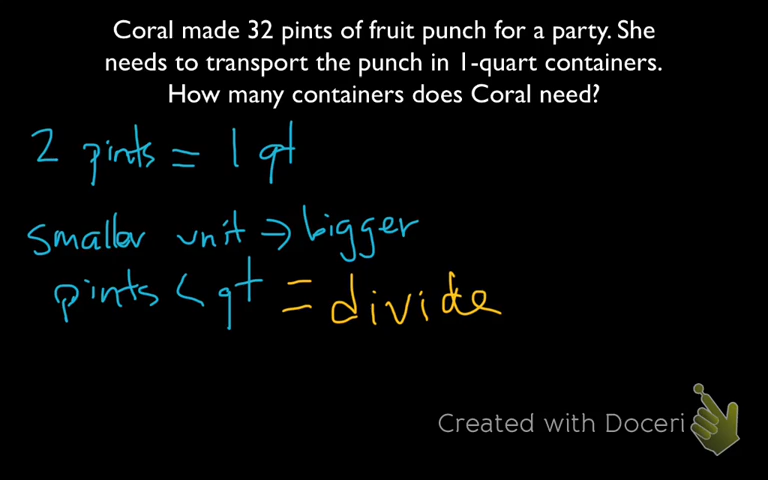 Coral made 32 pints of fruit punch for a party. She
needs to transport the punch in 1-quart containers.
How many containers does Coral need?
2 pints = 1 qt
smaller unit → bigger
pints < qt = divide
Created with Doceri